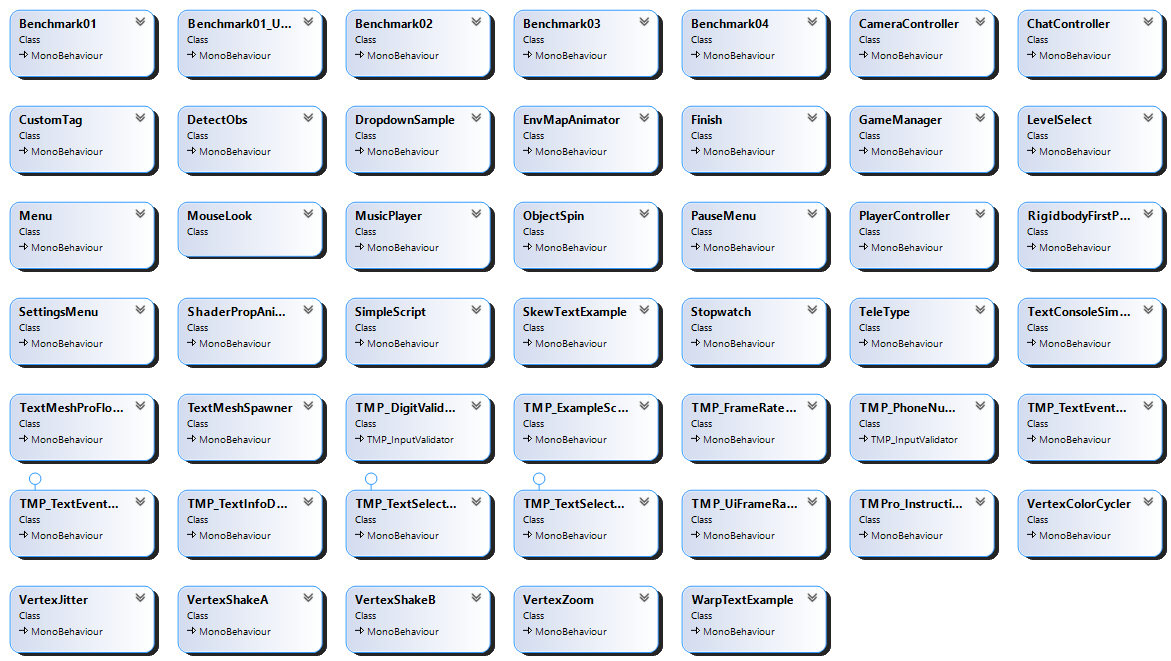 Benchmark01
Class
MonoBehaviour
Benchmark01_U...
Class
MonoBehaviour
Benchmark02
Class
MonoBehaviour
Benchmark03
Class
MonoBehaviour
Benchmark04
Class
MonoBehaviour
CameraController
Class
MonoBehaviour
ChatController
Class
MonoBehaviour
CustomTag
Class
MonoBehaviour
DetectObs
Class
MonoBehaviour
DropdownSample
Class
MonoBehaviour
EnvMapAnimator
Class
MonoBehaviour
Finish
Class
MonoBehaviour
GameManager
Class
MonoBehaviour
LevelSelect
Class
MonoBehaviour
Menu
Class
MonoBehaviour
MouseLook
Class
MusicPlayer
Class
MonoBehaviour
ObjectSpin
Class
MonoBehaviour
PauseMenu
Class
MonoBehaviour
PlayerController
Class
MonoBehaviour
RigidbodyFirstP...
Class
MonoBehaviour
SettingsMenu
Class
MonoBehaviour
ShaderPropAni...
Class
MonoBehaviour
SimpleScript
Class
MonoBehaviour
SkewTextExample
Class
MonoBehaviour
Stopwatch
Class
MonoBehaviour
TeleType
Class
MonoBehaviour
TextConsoleSim...
Class
MonoBehaviour
TextMeshProFlo...
Class
MonoBehaviour
TextMeshSpawner
Class
MonoBehaviour
TMP_DigitValid...
Class
TMP_InputValidator
TMP_ExampleSc...
Class
MonoBehaviour
TMP_FrameRate...
Class
MonoBehaviour
TMP_PhoneNu...
Class
TMP_InputValidator
TMP_TextEvent...
Class
MonoBehaviour
TMP_TextEvent...
Class
MonoBehaviour
TMP_TextInfoD...
Class
MonoBehaviour
TMP_TextSelect...
Class
MonoBehaviour
TMP_TextSelect...
Class
MonoBehaviour
TMP_UiFrameRa...
Class
MonoBehaviour
TMPro_Instructi...
Class
MonoBehaviour
VertexColorCycler
Class
MonoBehaviour
VertexJitter
Class
MonoBehaviour
VertexShakeA
Class
MonoBehaviour
VertexShakeB
Class
MonoBehaviour
VertexZoom
Class
MonoBehaviour
WarpTextExample
Class
MonoBehaviour